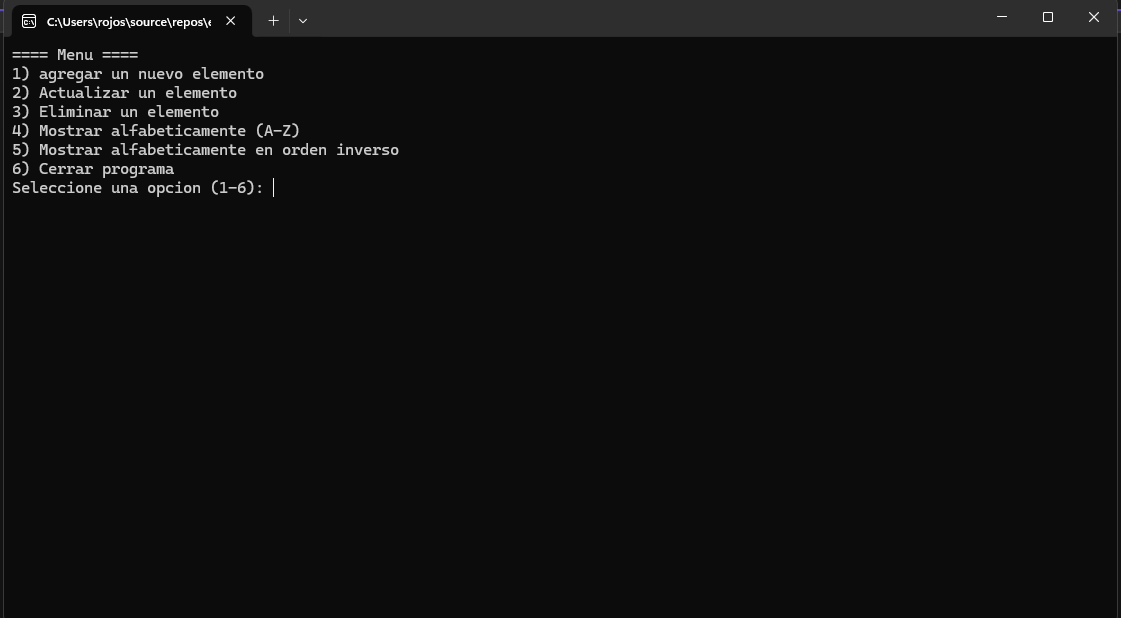 C:\Users\rojos\source\repos\e
==== Menu ====
1) agregar un nuevo elemento
2) Actualizar un elemento
3) Eliminar un elemento
4) Mostrar alfabeticamente (A-Z)
5) Mostrar alfabeticamente en orden inverso
6) Cerrar programa
Seleccione una opcion (1-6):